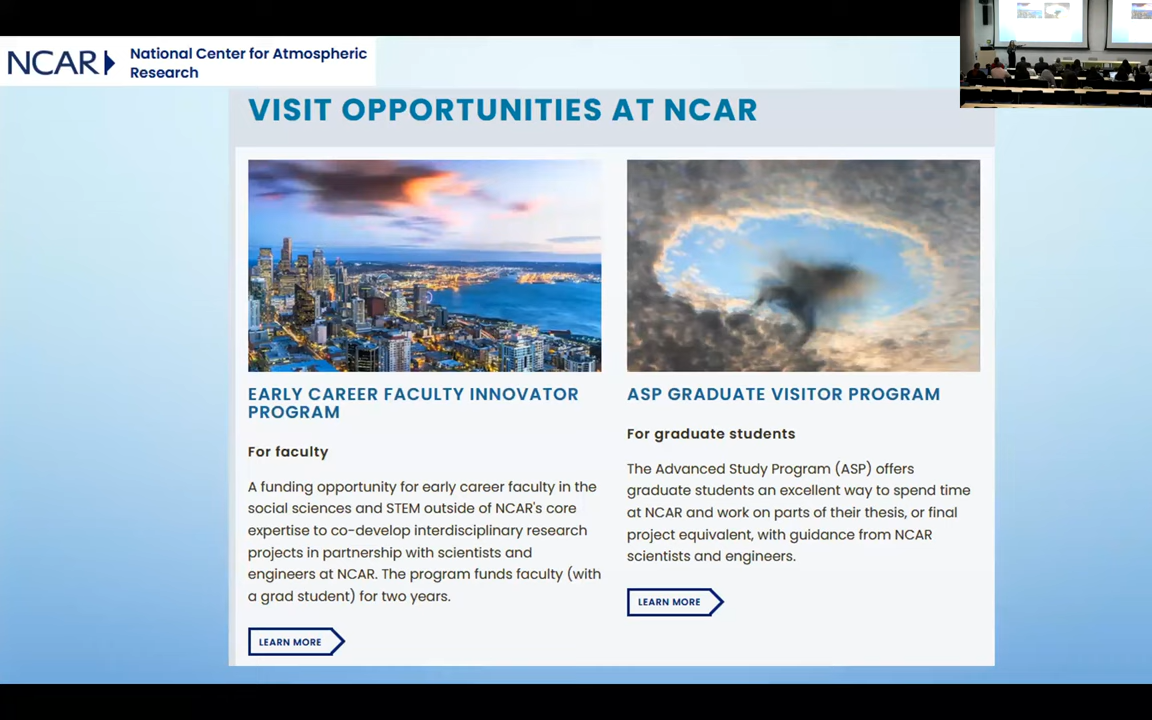 NCAR
National Center for Atmospheric
Research
VISIT OPPORTUNITIES AT NCAR
EARLY CAREER FACULTY INNOVATOR
PROGRAM
For faculty
A funding opportunity for early career faculty in the
social sciences and STEM outside of NCAR's core
expertise to co-develop interdisciplinary research
projects in partnership with scientists and
engineers at NCAR. The program funds faculty (with
a grad student) for two years.
LEARN MORE
ASP GRADUATE VISITOR PROGRAM
For graduate students
The Advanced Study Program (ASP) offers
graduate students an excellent way to spend time
at NCAR and work on parts of their thesis, or final
project equivalent, with guidance from NCAR
scientists and engineers.
LEARN MORE